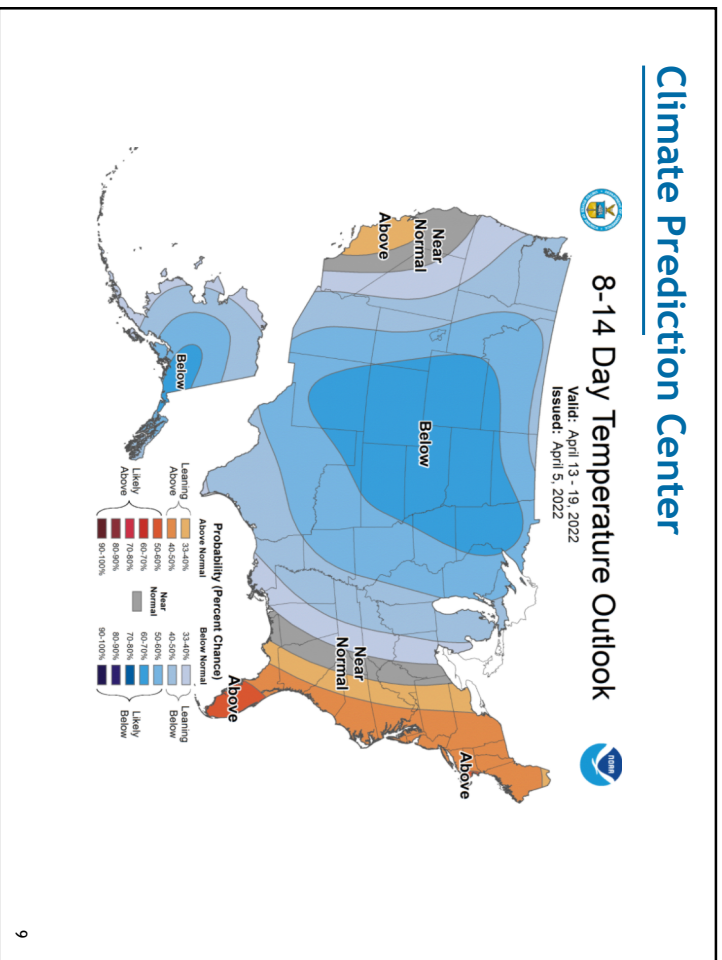 Climate Prediction Center
8-14 Day Temperature Outlook
Valid: April 13 - 19, 2022
Issued: April 5, 2022
NOAA
Near
Normal
Above
Below
Below
Near
Normal
Above
Above
Probability (Percent Chance)
Above Normal
Below Normal
Leaning
Above
33-40%
40-50%
Likely
Above
50-60%
60-70%
70-80%
80-90%
90-100%
Near
Normal
33-40%
40-50%
Leaning
Below
50-60%
60-70%
70-80%
80-90%
90-100%
Likely
Below
9